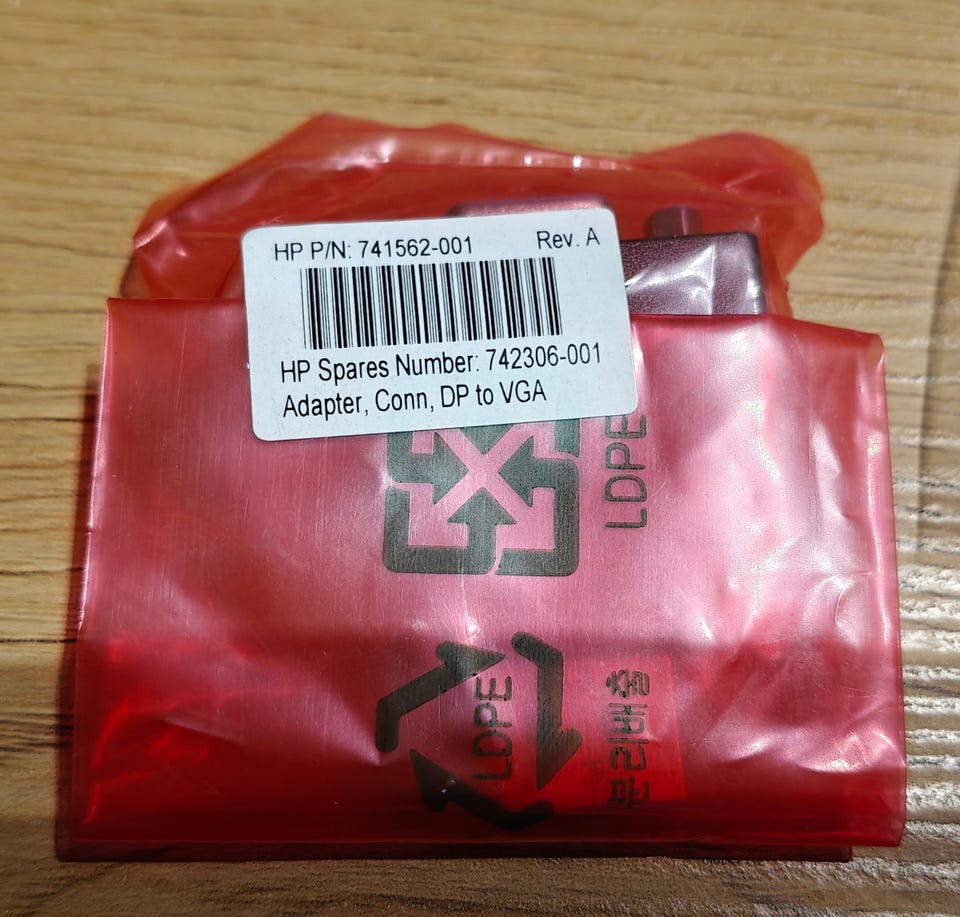 HP P/N: 741562-001 Rev. A
HP Spares Number: 742306-001
Adapter, Conn, DP to VGA
LDPE
LDPE
분리배출